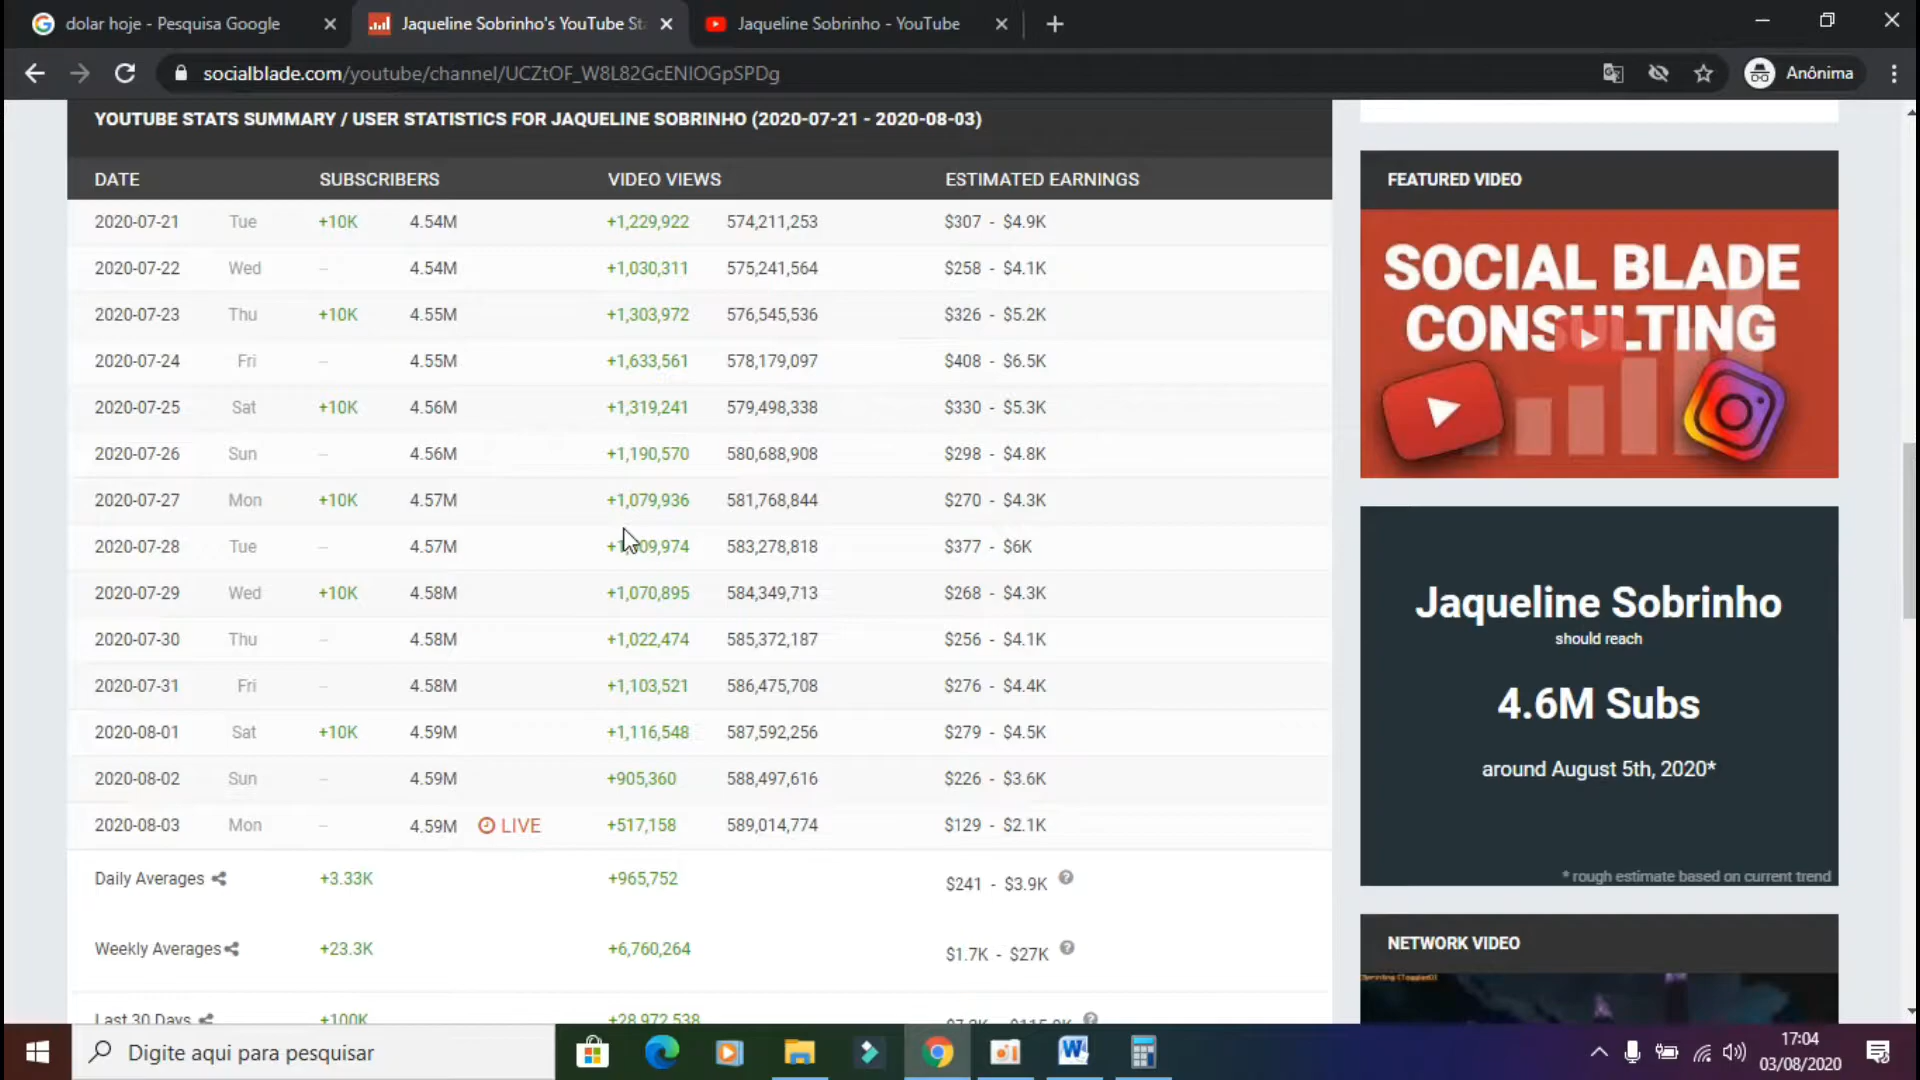 dolar hoje - Pesquisa Google
Jaqueline Sobrinho's YouTube St
Jaqueline Sobrinho - YouTube
socialblade.com/youtube/channel/UCZtOF_W8L82GcENIOGpSPDg
Anônima
YOUTUBE STATS SUMMARY / USER STATISTICS FOR JAQUELINE SOBRINHO (2020-07-21 - 2020-08-03)
DATE SUBSCRIBERS VIDEO VIEWS ESTIMATED EARNINGS
2020-07-21 Tue +10K 4.54M +1,229,922 574,211,253 $307 - $4.9K
2020-07-22 Wed -- 4.54M +1,030,311 575,241,564 $258 - $4.1K
2020-07-23 Thu +10K 4.55M +1,303,972 576,545,536 $326 - $5.2K
2020-07-24 Fri -- 4.55M +1,633,561 578,179,097 $408 - $6.5K
2020-07-25 Sat +10K 4.56M +1,319,241 579,498,338 $330 - $5.3K
2020-07-26 Sun -- 4.56M +1,190,570 580,688,908 $298 - $4.8K
2020-07-27 Mon +10K 4.57M +1,079,936 581,768,844 $270 - $4.3K
2020-07-28 Tue -- 4.57M 583,278,818 $377 - $6K
2020-07-29 Wed +10K 4.58M +1,070,895 584,349,713 $268 - $4.3K
2020-07-30 Thu -- 4.58M +1,022,474 585,372,187 $256 - $4.1K
2020-07-31 Fri -- 4.58M +1,103,521 586,475,708 $276 - $4.4K
2020-08-01 Sat +10K 4.59M +1,116,548 587,592,256 $279 - $4.5K
2020-08-02 Sun -- 4.59M +905,360 588,497,616 $226 - $3.6K
2020-08-03 Mon -- 4.59M LIVE +517,158 589,014,774 $129 - $2.1K
Daily Averages +3.33K +965,752 $241 - $3.9K
Weekly Averages +23.3K +6,760,264 $1.7K - $27K
Last 30 Days +100K +28,972,538
FEATURED VIDEO
SOCIAL BLADE
CONSULTING
Jaqueline Sobrinho
should reach
4.6M Subs
around August 5th, 2020*
* rough estimate based on current trend
NETWORK VIDEO
Digite aqui para pesquisar
17:04
03/08/2020